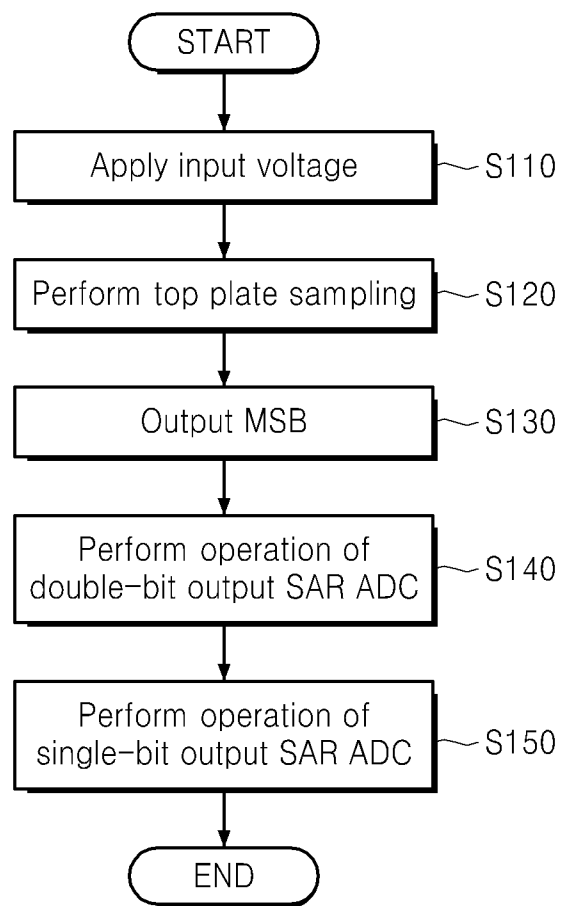 START
Apply input voltage
S110
Perform top plate sampling
S120
Output MSB
S130
Perform operation of
double-bit output SAR ADC
S140
Perform operation of
single-bit output SAR ADC
S150
END